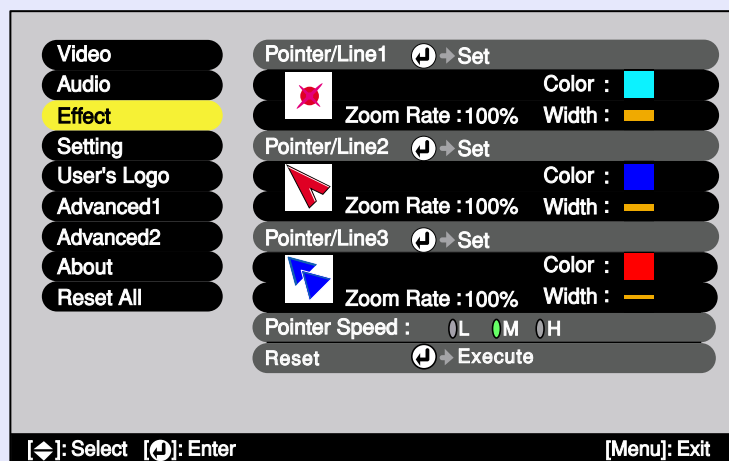 Video
Audio
Effect
Setting
User's Logo
Advanced1
Advanced2
About
Reset All
Pointer/Line1 Set
Color :
Zoom Rate :100% Width :
Pointer/Line2 Set
Color :
Zoom Rate :100% Width :
Pointer/Line3 Set
Color :
Zoom Rate :100% Width :
Pointer Speed : L M H
Reset Execute
[ ]: Select [ ]: Enter [Menu]: Exit